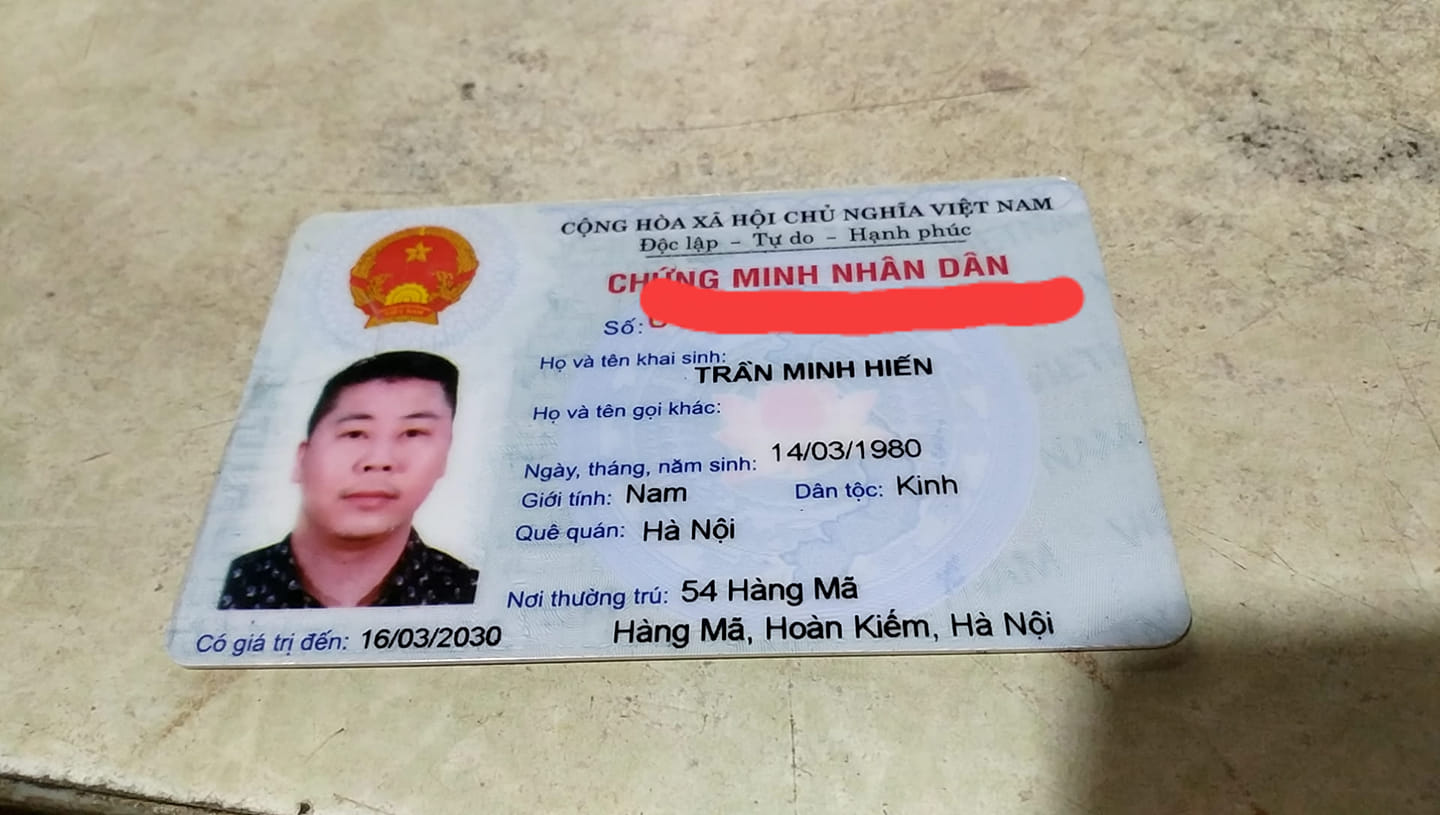 CỘNG HÒA XÃ HỘI CHỦ NGHĨA VIỆT NAM
Độc lập - Tự do - Hạnh phúc
CHỨNG MINH NHÂN DÂN
Số:
Họ và tên khai sinh: TRẦN MINH HIẾN
Họ và tên gọi khác:
Ngày, tháng, năm sinh: 14/03/1980
Giới tính: Nam Dân tộc: Kinh
Quê quán: Hà Nội
Nơi thường trú: 54 Hàng Mã
Hàng Mã, Hoàn Kiếm, Hà Nội
Có giá trị đến: 16/03/2030